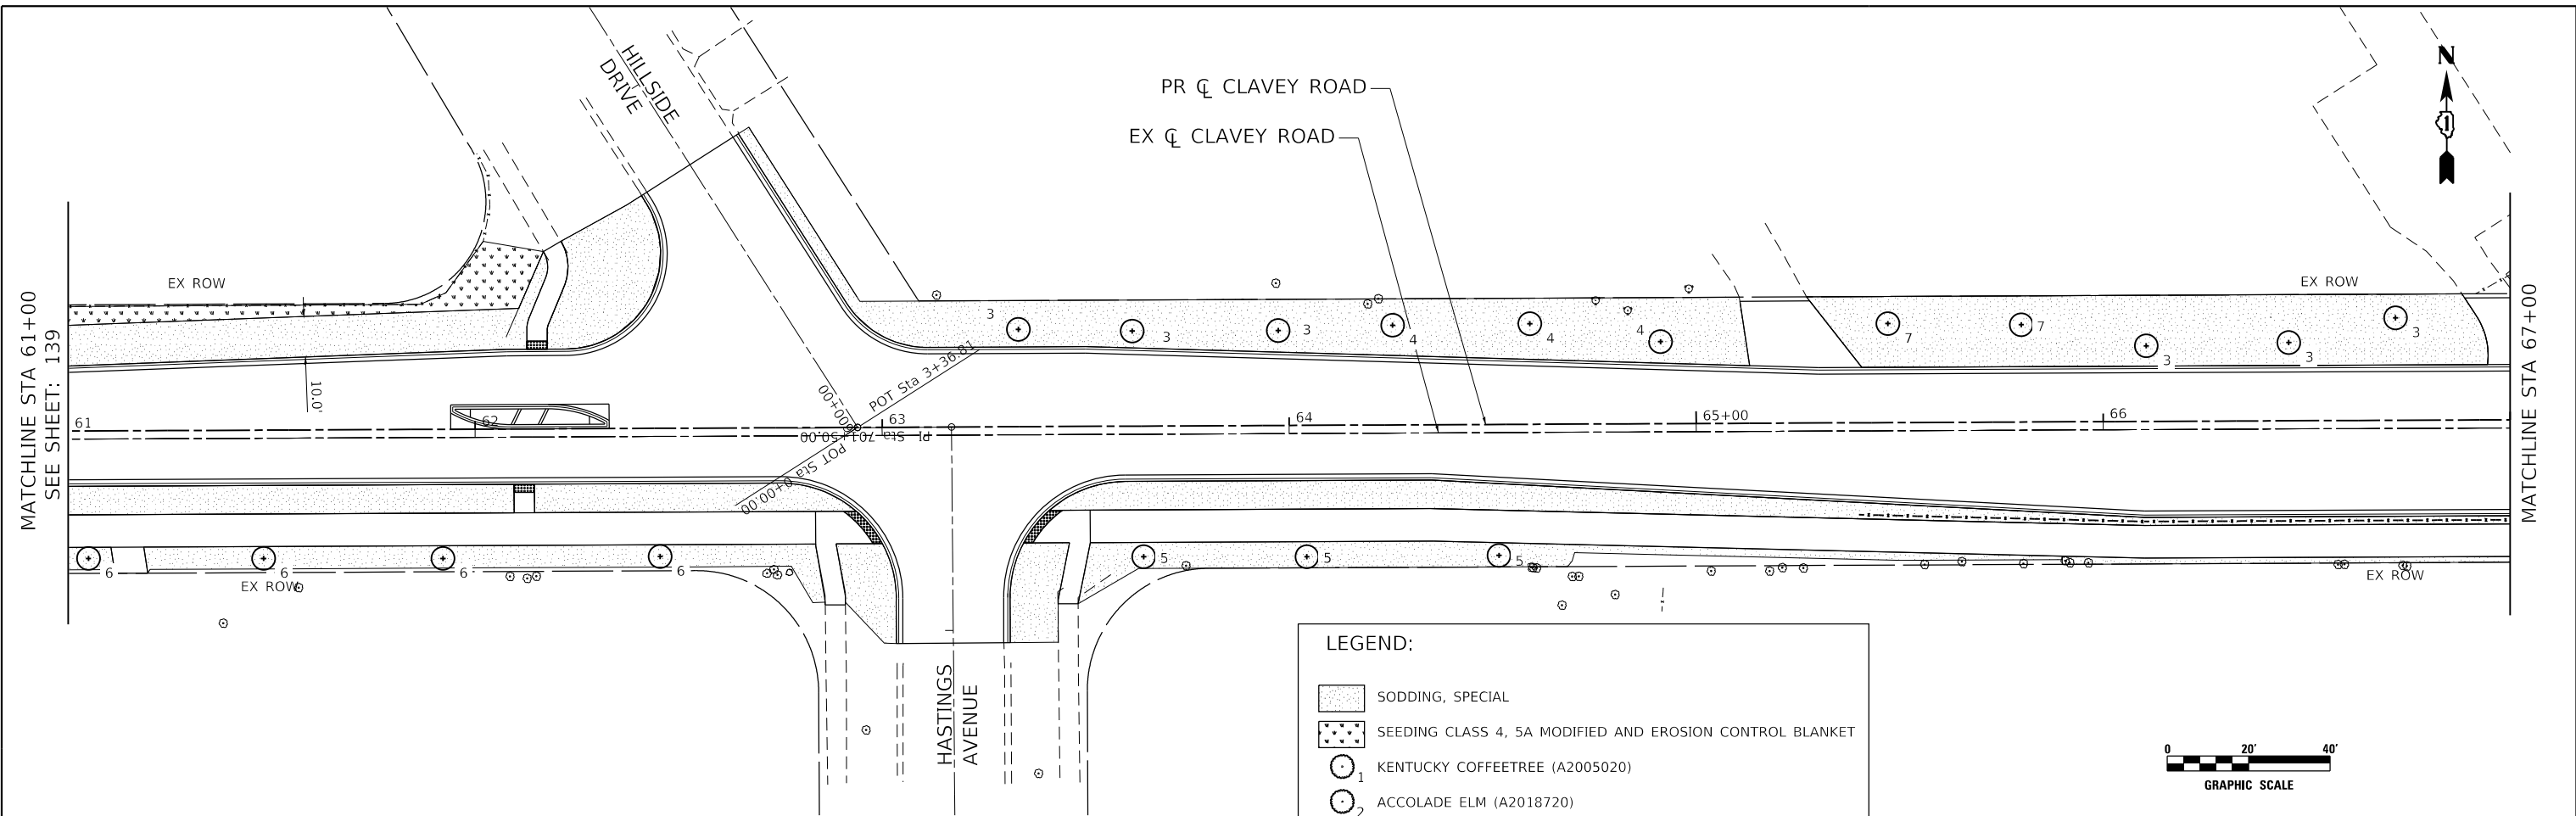 HILLSIDE
DRIVE
PR ℄ CLAVEY ROAD
EX ℄ CLAVEY ROAD
N
EX ROW
EX ROW
MATCHLINE STA 61+00
SEE SHEET: 139
MATCHLINE STA 67+00
3
3
3
4
4
4
7
7
3
3
3
10.0'
POT Sta 3+36.81
61
62
63
64
65+00
66
PI Sta 701+50.00
POT Sta 0+00.00
6
6
6
6
5
5
5
EX ROW
EX ROW
HASTINGS
AVENUE
LEGEND:
SODDING, SPECIAL
SEEDING CLASS 4, 5A MODIFIED AND EROSION CONTROL BLANKET
1 KENTUCKY COFFEETREE (A2005020)
2 ACCOLADE ELM (A2018720)
0 20' 40'
GRAPHIC SCALE